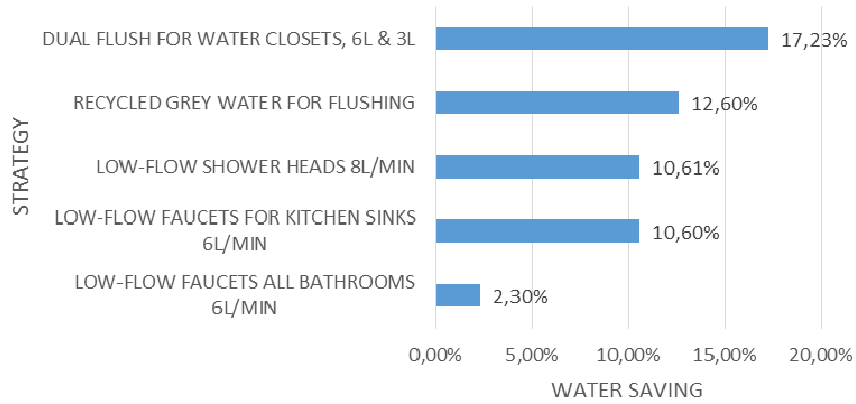 STRATEGY
DUAL FLUSH FOR WATER CLOSETS, 6L & 3L
17,23%
RECYCLED GREY WATER FOR FLUSHING
12,60%
LOW-FLOW SHOWER HEADS 8L/MIN
10,61%
LOW-FLOW FAUCETS FOR KITCHEN SINKS
6L/MIN
10,60%
LOW-FLOW FAUCETS ALL BATHROOMS
6L/MIN
2,30%
0,00% 5,00% 10,00% 15,00% 20,00%
WATER SAVING